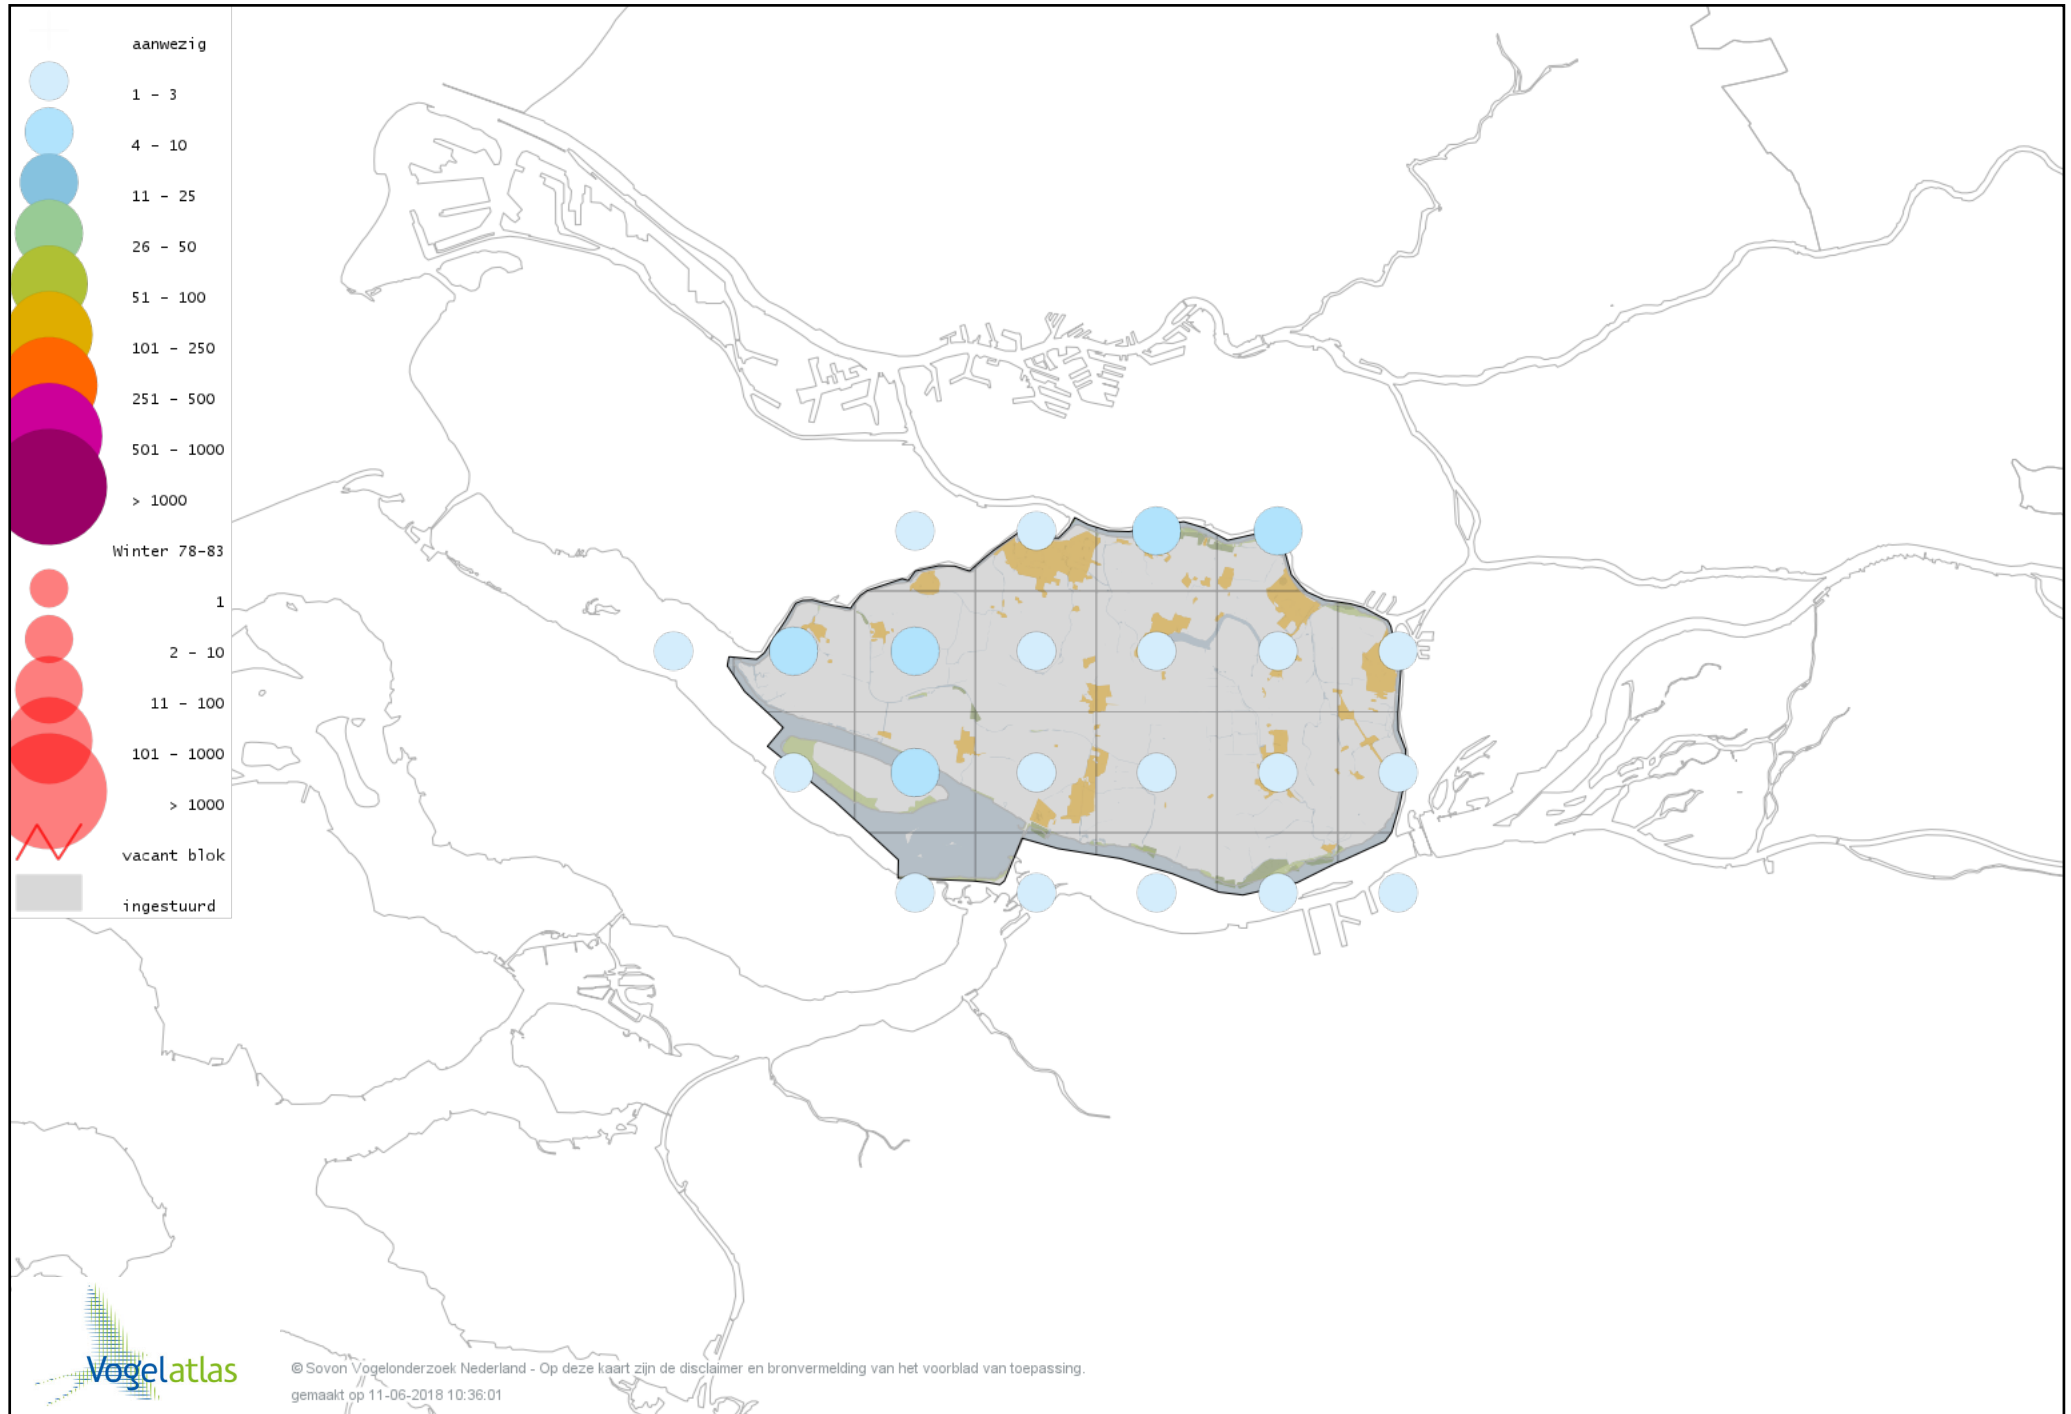 aanwezig
1 – 3
4 – 10
11 – 25
26 – 50
51 – 100
101 – 250
251 – 500
501 – 1000
> 1000
Winter 78-83
1
2 – 10
11 – 100
101 – 1000
> 1000
vacant blok
ingestuurd
Vogelatlas
© Sovon Vogelonderzoek Nederland - Op deze kaart zijn de disclaimer en bronvermelding van het voorblad van toepassing.
gemaakt op 11-06-2018 10:36:01